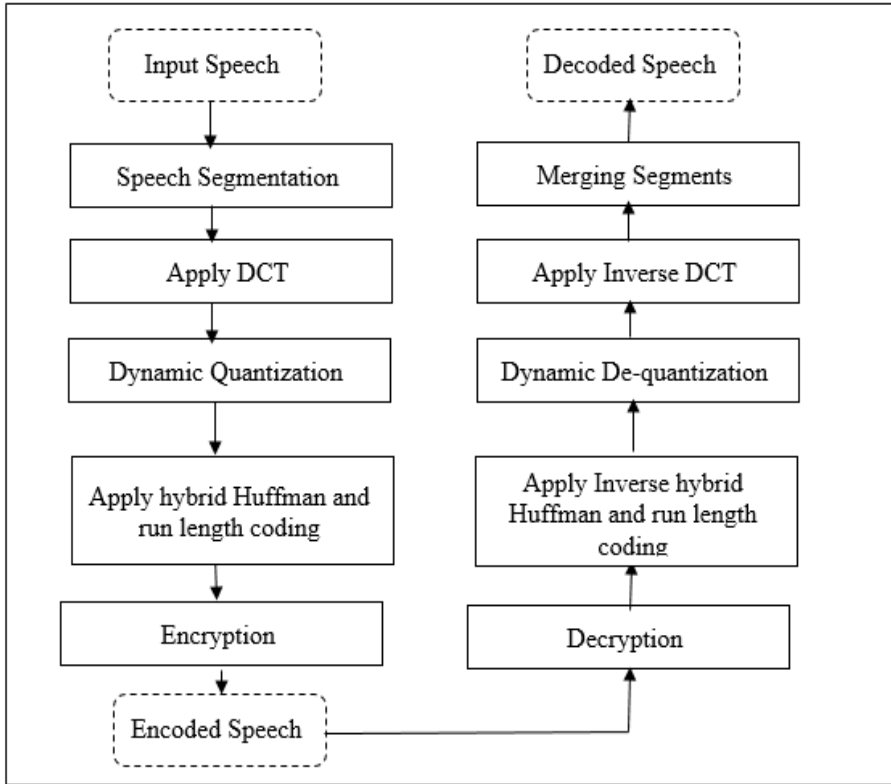 Input Speech
Speech Segmentation
Apply DCT
Dynamic Quantization
Apply hybrid Huffman and
run length coding
Encryption
Encoded Speech
Decoded Speech
Merging Segments
Apply Inverse DCT
Dynamic De-quantization
Apply Inverse hybrid
Huffman and run length
coding
Decryption